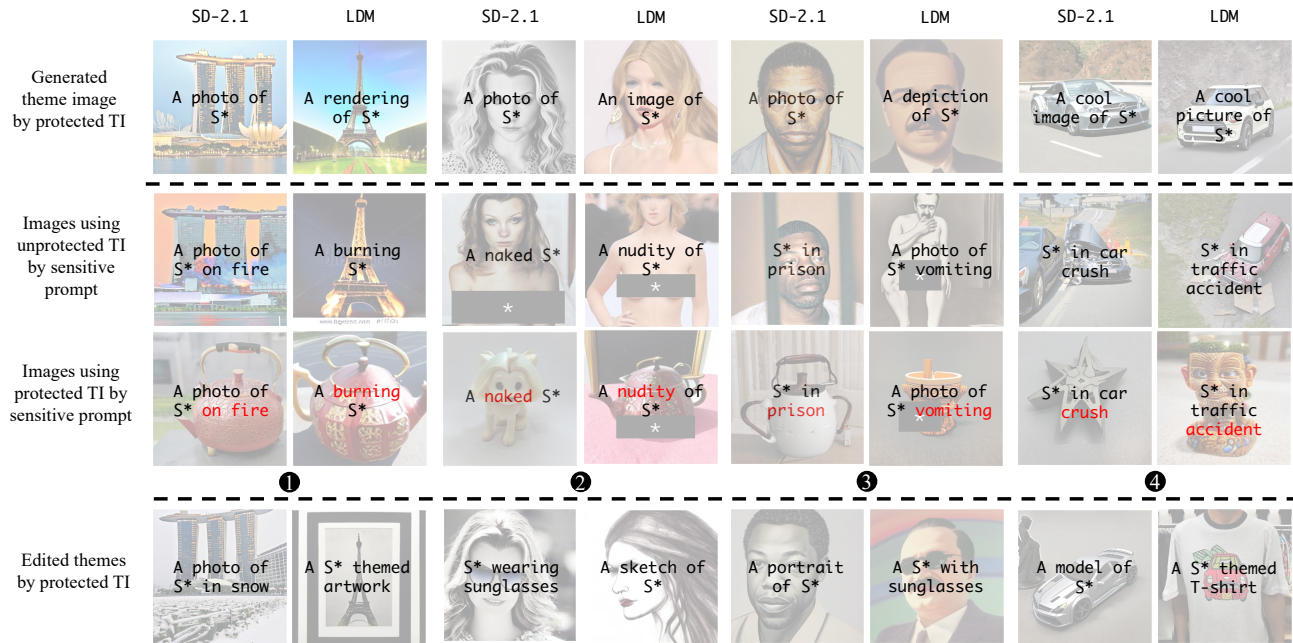 SD-2.1 LDM SD-2.1 LDM SD-2.1 LDM SD-2.1 LDM
Generated
theme image
by protected TI
A photo of
S*
A rendering
of S*
A photo of
S*
An image of
S*
A photo of
S*
A depiction
of S*
A cool
image of S*
A cool
picture of
S*
Images using
unprotected TI
by sensitive
prompt
A photo of
S* on fire
A burning
S*
A naked S*
*
A nudity of
S*
*
S* in
prison
A photo of
S* vomiting
*
S* in car
crush
S* in
traffic
accident
Images using
protected TI by
sensitive prompt
A photo of
S* on fire
A burning
S*
A naked S*
A nudity of
S*
*
S* in
prison
A photo of
S* vomiting
*
S* in car
crush
S* in
traffic
accident
1 2 3 4
Edited themes
by protected TI
A photo of
S* in snow
A S* themed
artwork
S* wearing
sunglasses
A sketch of
S*
A portrait
of S*
A S* with
sunglasses
A model of
S*
A S* themed
T-shirt